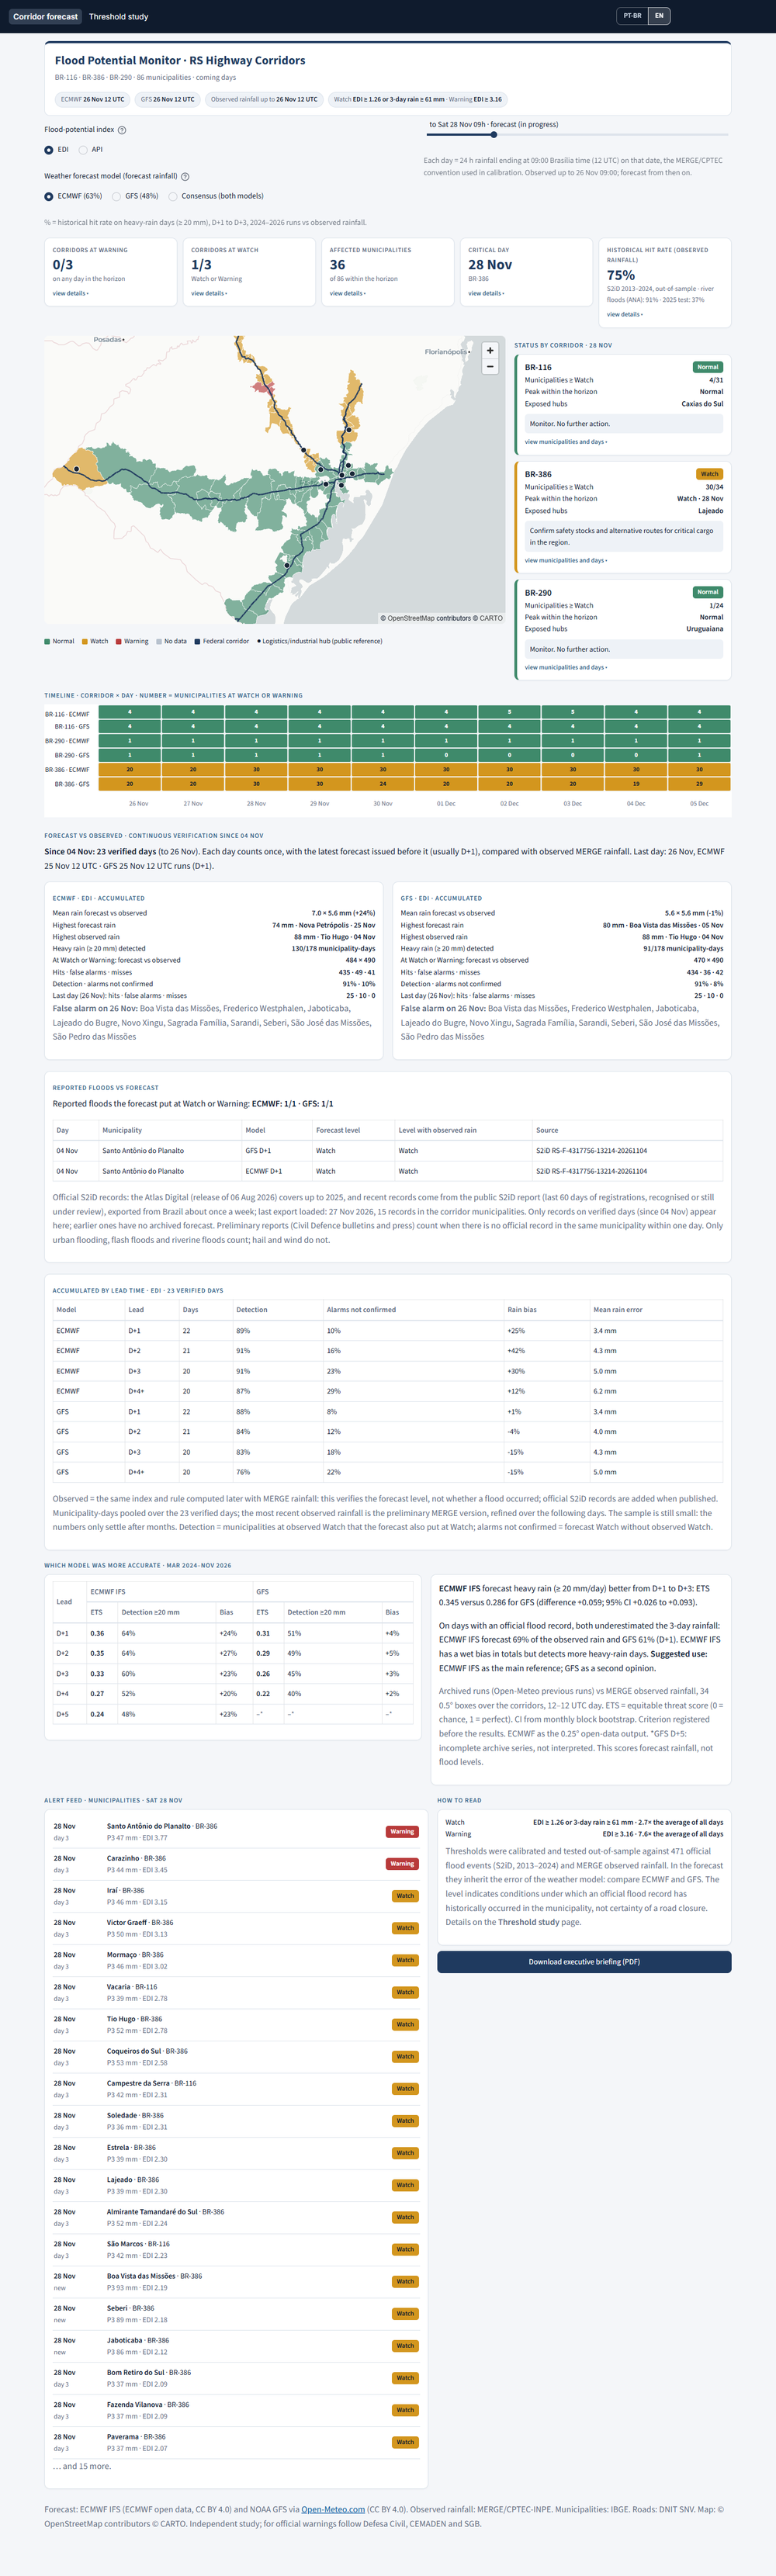 Corridor forecast Threshold study PT-BR EN
Flood Potential Monitor · RS Highway Corridors
BR-116 · BR-386 · BR-290 · 86 municipalities · coming days
ECMWF 26 Nov 12 UTC GFS 26 Nov 12 UTC Observed rainfall up to 26 Nov 12 UTC Watch EDI ≥ 1.26 or 3-day rain ≥ 61 mm · Warning EDI ≥ 3.16
Flood-potential index ?
EDI API
Weather forecast model (forecast rainfall) ?
ECMWF (63%) GFS (48%) Consensus (both models)
to Sat 28 Nov 09h · forecast (in progress)
Each day = 24 h rainfall ending at 09:00 Brasília time (12 UTC) on that date, the MERGE/CPTEC
convention used in calibration. Observed up to 26 Nov 09:00; forecast from then on.
% = historical hit rate on heavy-rain days (≥ 20 mm), D+1 to D+3, 2024–2026 runs vs observed rainfall.
CORRIDORS AT WARNING
0/3
on any day in the horizon
view details
CORRIDORS AT WATCH
1/3
Watch or Warning
view details
AFFECTED MUNICIPALITIES
36
of 86 within the horizon
view details
CRITICAL DAY
28 Nov
BR-386
view details
HISTORICAL HIT RATE (OBSERVED
RAINFALL)
75%
S2iD 2013–2024, out-of-sample · river
floods (ANA): 91% · 2025 test: 37%
view details
Posadas
Florianópolis
+
−
© OpenStreetMap contributors © CARTO
Normal Watch Warning No data Federal corridor Logistics/industrial hub (public reference)
STATUS BY CORRIDOR · 28 NOV
BR-116 Normal
Municipalities ≥ Watch 4/31
Peak within the horizon Normal
Exposed hubs Caxias do Sul
Monitor. No further action.
view municipalities and days
BR-386 Watch
Municipalities ≥ Watch 30/34
Peak within the horizon Watch · 28 Nov
Exposed hubs Lajeado
Confirm safety stocks and alternative routes for critical cargo
in the region.
view municipalities and days
BR-290 Normal
Municipalities ≥ Watch 1/24
Peak within the horizon Normal
Exposed hubs Uruguaiana
Monitor. No further action.
view municipalities and days
TIMELINE · CORRIDOR × DAY · NUMBER = MUNICIPALITIES AT WATCH OR WARNING
BR-116 · ECMWF 4 4 4 4 4 4 5 5 4 4
BR-116 · GFS 4 4 4 4 4 4 4 4 4 4
BR-290 · ECMWF 1 1 1 1 1 1 1 1 1 1
BR-290 · GFS 1 1 1 1 1 0 0 0 0 1
BR-386 · ECMWF 20 20 30 30 30 30 30 30 30 30
BR-386 · GFS 20 20 30 30 24 20 20 20 19 29
26 Nov 27 Nov 28 Nov 29 Nov 30 Nov 01 Dec 02 Dec 03 Dec 04 Dec 05 Dec
FORECAST VS OBSERVED · CONTINUOUS VERIFICATION SINCE 04 NOV
Since 04 Nov: 23 verified days (to 26 Nov). Each day counts once, with the latest forecast issued before it (usually D+1), compared with observed MERGE rainfall. Last day: 26 Nov, ECMWF
25 Nov 12 UTC · GFS 25 Nov 12 UTC runs (D+1).
ECMWF · EDI · ACCUMULATED
Mean rain forecast vs observed 7.0 × 5.6 mm (+24%)
Highest forecast rain 74 mm · Nova Petrópolis · 25 Nov
Highest observed rain 88 mm · Tio Hugo · 04 Nov
Heavy rain (≥ 20 mm) detected 130/178 municipality-days
At Watch or Warning: forecast vs observed 484 × 490
Hits · false alarms · misses 435 · 49 · 41
Detection · alarms not confirmed 91% · 10%
Last day (26 Nov): hits · false alarms · misses 25 · 10 · 0
False alarm on 26 Nov: Boa Vista das Missões, Frederico Westphalen, Jaboticaba,
Lajeado do Bugre, Novo Xingu, Sagrada Família, Sarandi, Seberi, São José das Missões,
São Pedro das Missões
GFS · EDI · ACCUMULATED
Mean rain forecast vs observed 5.6 × 5.6 mm (-1%)
Highest forecast rain 80 mm · Boa Vista das Missões · 05 Nov
Highest observed rain 88 mm · Tio Hugo · 04 Nov
Heavy rain (≥ 20 mm) detected 91/178 municipality-days
At Watch or Warning: forecast vs observed 470 × 490
Hits · false alarms · misses 434 · 36 · 42
Detection · alarms not confirmed 91% · 8%
Last day (26 Nov): hits · false alarms · misses 25 · 10 · 0
False alarm on 26 Nov: Boa Vista das Missões, Frederico Westphalen, Jaboticaba,
Lajeado do Bugre, Novo Xingu, Sagrada Família, Sarandi, Seberi, São José das Missões,
São Pedro das Missões
REPORTED FLOODS VS FORECAST
Reported floods the forecast put at Watch or Warning: ECMWF: 1/1 · GFS: 1/1
Day Municipality Model Forecast level Level with observed rain Source
04 Nov Santo Antônio do Planalto GFS D+1 Watch Watch S2iD RS-F-4317756-13214-20261104
04 Nov Santo Antônio do Planalto ECMWF D+1 Watch Watch S2iD RS-F-4317756-13214-20261104
Official S2iD records: the Atlas Digital (release of 06 Aug 2026) covers up to 2025, and recent records come from the public S2iD report (last 60 days of registrations, recognised or still
under review), exported from Brazil about once a week; last export loaded: 27 Nov 2026, 15 records in the corridor municipalities. Only records on verified days (since 04 Nov) appear
here; earlier ones have no archived forecast. Preliminary reports (Civil Defence bulletins and press) count when there is no official record in the same municipality within one day. Only
urban flooding, flash floods and riverine floods count; hail and wind do not.
ACCUMULATED BY LEAD TIME · EDI · 23 VERIFIED DAYS
Model Lead Days Detection Alarms not confirmed Rain bias Mean rain error
ECMWF D+1 22 89% 10% +25% 3.4 mm
ECMWF D+2 21 91% 16% +42% 4.3 mm
ECMWF D+3 20 91% 23% +30% 5.0 mm
ECMWF D+4+ 20 87% 29% +12% 6.2 mm
GFS D+1 22 88% 8% +1% 3.4 mm
GFS D+2 21 84% 12% -4% 4.0 mm
GFS D+3 20 83% 18% -15% 4.3 mm
GFS D+4+ 20 76% 22% -15% 5.0 mm
Observed = the same index and rule computed later with MERGE rainfall: this verifies the forecast level, not whether a flood occurred; official S2iD records are added when published.
Municipality-days pooled over the 23 verified days; the most recent observed rainfall is the preliminary MERGE version, refined over the following days. The sample is still small: the
numbers only settle after months. Detection = municipalities at observed Watch that the forecast also put at Watch; alarms not confirmed = forecast Watch without observed Watch.
WHICH MODEL WAS MORE ACCURATE · MAR 2024–NOV 2026
Lead ECMWF IFS GFS
ETS Detection ≥20 mm Bias ETS Detection ≥20 mm Bias
D+1 0.36 64% +24% 0.31 51% +4%
D+2 0.35 64% +27% 0.29 49% +5%
D+3 0.33 60% +23% 0.26 45% +3%
D+4 0.27 52% +20% 0.22 40% +2%
D+5 0.24 48% +23% –* –* –*
ECMWF IFS forecast heavy rain (≥ 20 mm/day) better from D+1 to D+3: ETS
0.345 versus 0.286 for GFS (difference +0.059; 95% CI +0.026 to +0.093).
On days with an official flood record, both underestimated the 3-day rainfall:
ECMWF IFS forecast 69% of the observed rain and GFS 61% (D+1). ECMWF IFS
has a wet bias in totals but detects more heavy-rain days. Suggested use:
ECMWF IFS as the main reference; GFS as a second opinion.
Archived runs (Open-Meteo previous runs) vs MERGE observed rainfall, 34
0.5° boxes over the corridors, 12–12 UTC day. ETS = equitable threat score (0 =
chance, 1 = perfect). CI from monthly block bootstrap. Criterion registered
before the results. ECMWF as the 0.25° open-data output. *GFS D+5:
incomplete archive series, not interpreted. This scores forecast rainfall, not
flood levels.
ALERT FEED · MUNICIPALITIES · SAT 28 NOV
28 Nov Santo Antônio do Planalto · BR-386 Warning
day 3 P3 47 mm · EDI 3.77
28 Nov Carazinho · BR-386 Warning
day 3 P3 44 mm · EDI 3.45
28 Nov Iraí · BR-386 Watch
day 3 P3 46 mm · EDI 3.15
28 Nov Victor Graeff · BR-386 Watch
day 3 P3 50 mm · EDI 3.13
28 Nov Mormaço · BR-386 Watch
day 3 P3 46 mm · EDI 3.02
28 Nov Vacaria · BR-116 Watch
day 3 P3 39 mm · EDI 2.78
28 Nov Tio Hugo · BR-386 Watch
day 3 P3 52 mm · EDI 2.78
28 Nov Coqueiros do Sul · BR-386 Watch
day 3 P3 53 mm · EDI 2.58
28 Nov Campestre da Serra · BR-116 Watch
day 3 P3 42 mm · EDI 2.31
28 Nov Soledade · BR-386 Watch
day 3 P3 36 mm · EDI 2.31
28 Nov Estrela · BR-386 Watch
day 3 P3 39 mm · EDI 2.30
28 Nov Lajeado · BR-386 Watch
day 3 P3 39 mm · EDI 2.30
28 Nov Almirante Tamandaré do Sul · BR-386 Watch
day 3 P3 52 mm · EDI 2.24
28 Nov São Marcos · BR-116 Watch
day 3 P3 42 mm · EDI 2.23
28 Nov Boa Vista das Missões · BR-386 Watch
new P3 93 mm · EDI 2.19
28 Nov Seberi · BR-386 Watch
new P3 89 mm · EDI 2.18
28 Nov Jaboticaba · BR-386 Watch
new P3 86 mm · EDI 2.12
28 Nov Bom Retiro do Sul · BR-386 Watch
day 3 P3 37 mm · EDI 2.09
28 Nov Fazenda Vilanova · BR-386 Watch
day 3 P3 37 mm · EDI 2.09
28 Nov Paverama · BR-386 Watch
day 3 P3 37 mm · EDI 2.07
… and 15 more.
HOW TO READ
Watch EDI ≥ 1.26 or 3-day rain ≥ 61 mm · 2.7× the average of all days
Warning EDI ≥ 3.16 · 7.6× the average of all days
Thresholds were calibrated and tested out-of-sample against 471 official
flood events (S2iD, 2013–2024) and MERGE observed rainfall. In the forecast
they inherit the error of the weather model: compare ECMWF and GFS. The
level indicates conditions under which an official flood record has
historically occurred in the municipality, not certainty of a road closure.
Details on the Threshold study page.
Download executive briefing (PDF)
Forecast: ECMWF IFS (ECMWF open data, CC BY 4.0) and NOAA GFS via Open-Meteo.com (CC BY 4.0). Observed rainfall: MERGE/CPTEC-INPE. Municipalities: IBGE. Roads: DNIT SNV. Map: ©
OpenStreetMap contributors © CARTO. Independent study; for official warnings follow Defesa Civil, CEMADEN and SGB.